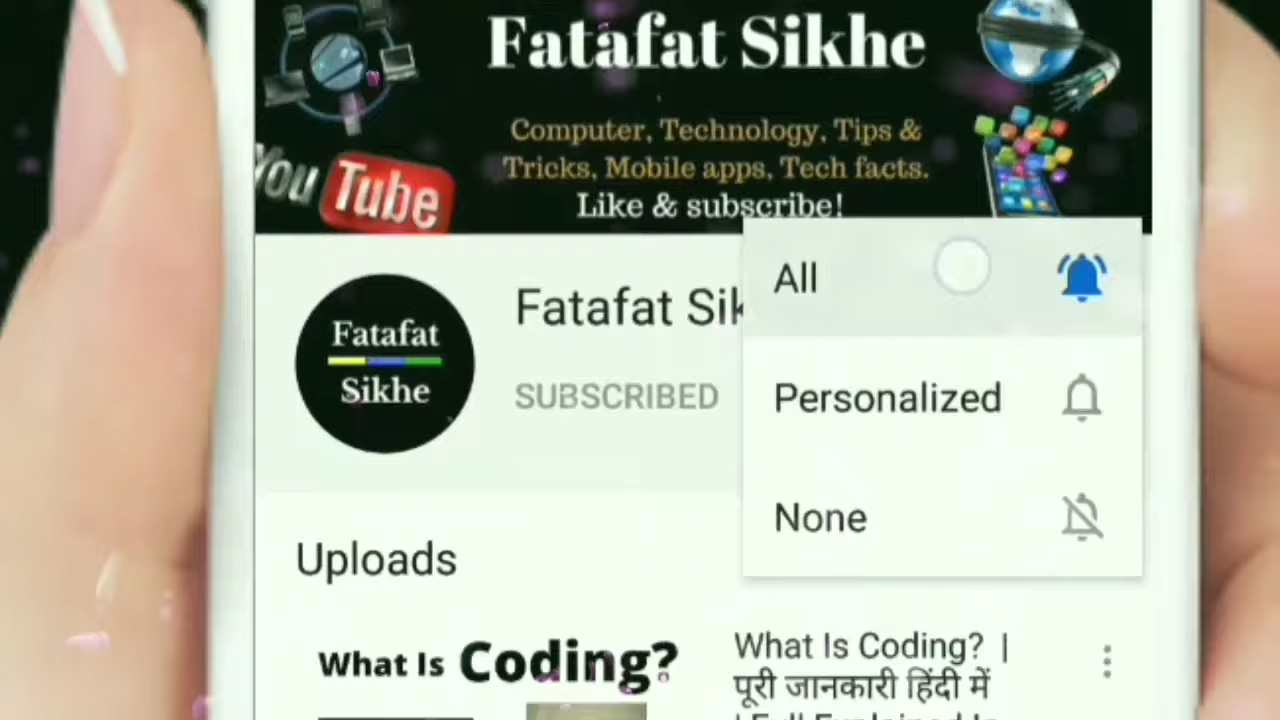 Fatafat Sikhe
Computer, Technology, Tips &
Tricks, Mobile apps, Tech facts.
Like & subscribe!
You Tube
Fatafat
Sikhe
Fatafat
SUBSCRIBED
All
Personalized
None
Uploads
What Is Coding?
What Is Coding? |
पूरी जानकारी हिंदी में